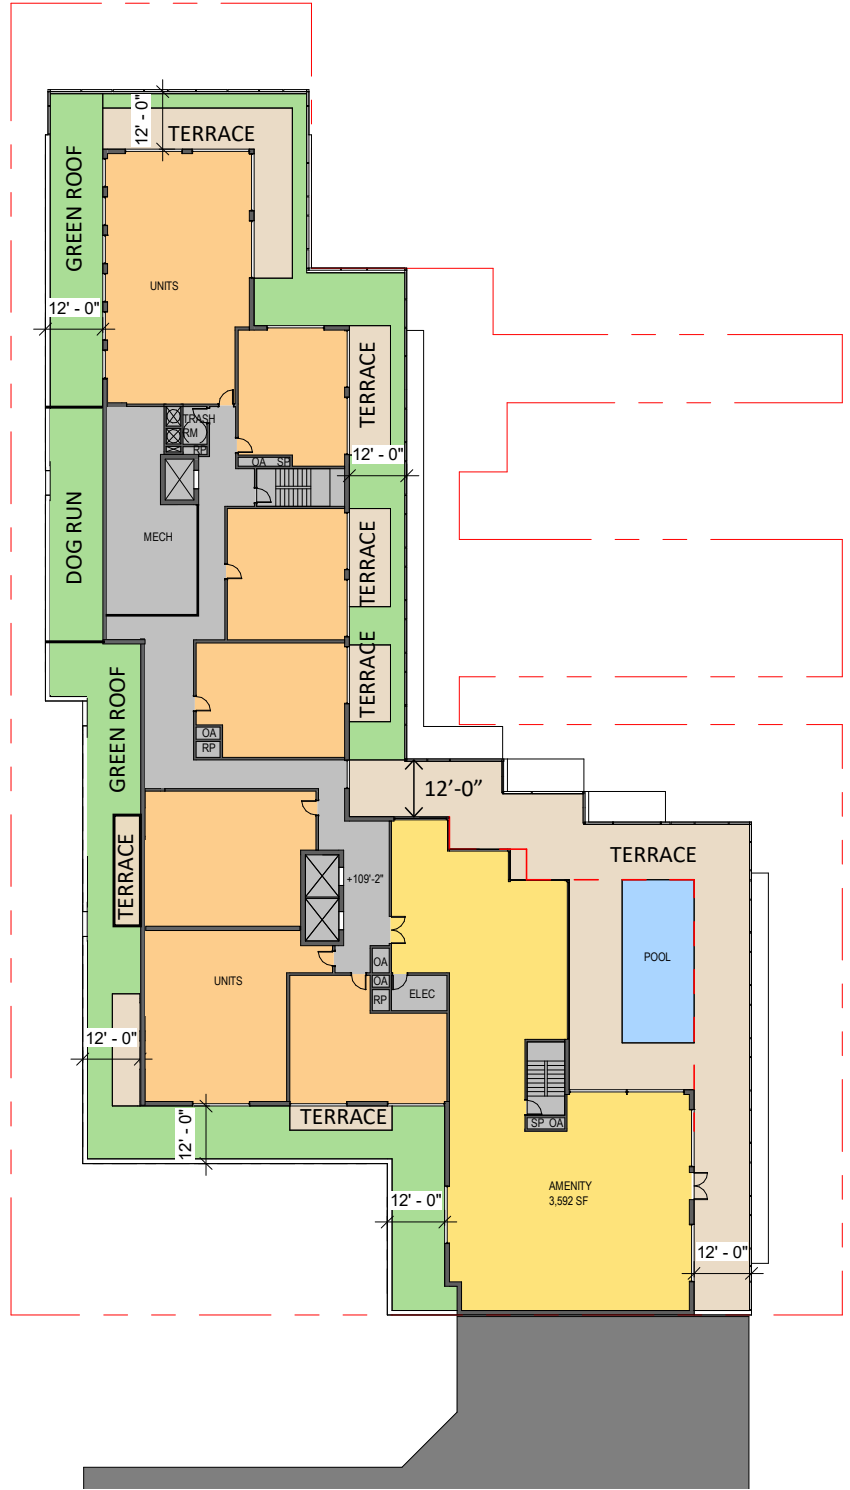 12' - 0"
TERRACE
GREEN ROOF
UNITS
12' - 0"
TERRACE
TRASH
RM
RP
OA SP
12' - 0"
DOG RUN
MECH
TERRACE
TERRACE
GREEN ROOF
OA
RP
12'-0"
TERRACE
TERRACE
+109'-2"
POOL
OA
UNITS
OA
RP
ELEC
12' - 0"
TERRACE
12' - 0"
SP OA
AMENITY
3,592 SF
12' - 0"
12' - 0"